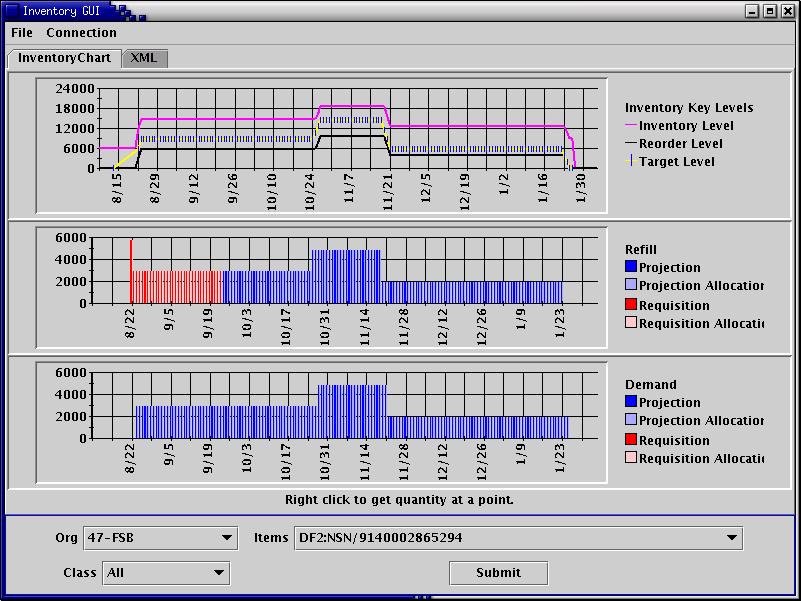 Inventory GUI
File Connection
InventoryChart XML
24000
18000
12000
6000
0
8/15 8/29 9/12 9/26 10/10 10/24 11/7 11/21 12/5 12/19 1/2 1/16 1/30
Inventory Key Levels
Inventory Level
Reorder Level
Target Level
6000
4000
2000
0
8/22 9/5 9/19 10/3 10/17 10/31 11/14 11/28 12/12 12/26 1/9 1/23
Refill
Projection
Projection Allocation
Requisition
Requisition Allocati
6000
4000
2000
0
8/22 9/5 9/19 10/3 10/17 10/31 11/14 11/28 12/12 12/26 1/9 1/23
Demand
Projection
Projection Allocation
Requisition
Requisition Allocati
Right click to get quantity at a point.
Org 47-FSB Items DF2:NSN/9140002865294
Class All Submit